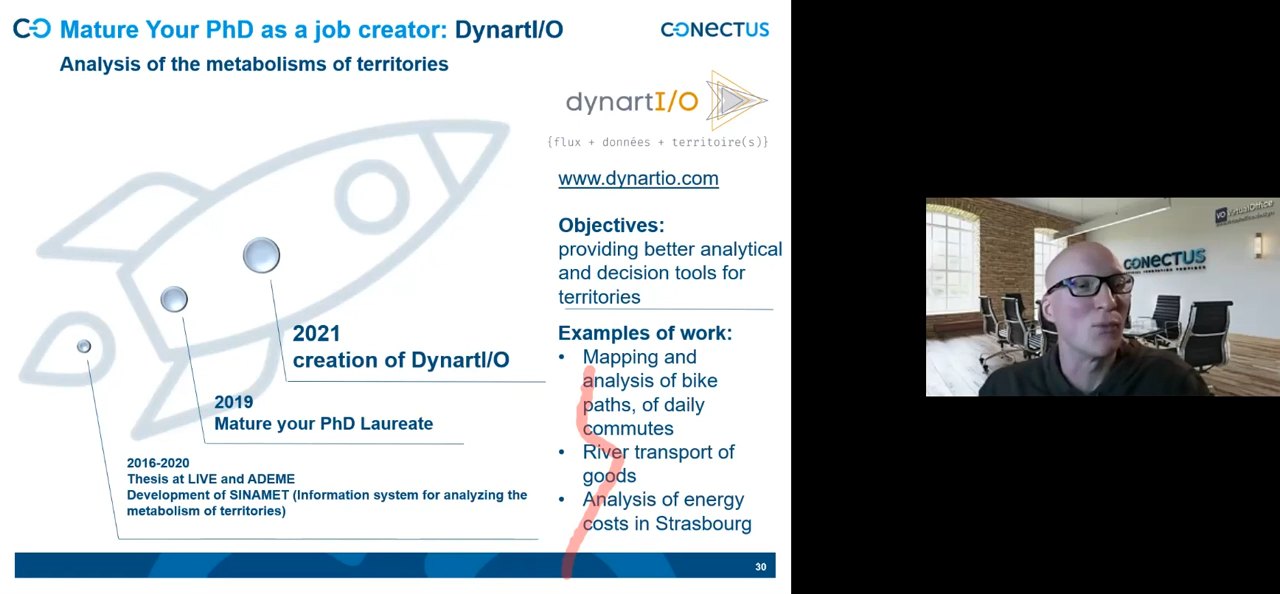 CO Mature Your PhD as a job creator: DynartI/O
CONECTUS
Analysis of the metabolisms of territories
dynartI/O
{flux + données + territoire(s)}
www.dynartio.com
Objectives:
providing better analytical
and decision tools for
territories
Examples of work:
• Mapping and
analysis of bike
paths, of daily
commutes
• River transport of
goods
• Analysis of energy
costs in Strasbourg
2021
creation of DynartI/O
2019
Mature your PhD Laureate
2016-2020
Thesis at LIVE and ADEME
Development of SINAMET (Information system for analyzing the
metabolism of territories)
30
VO VirtualOffice
CONECTUS